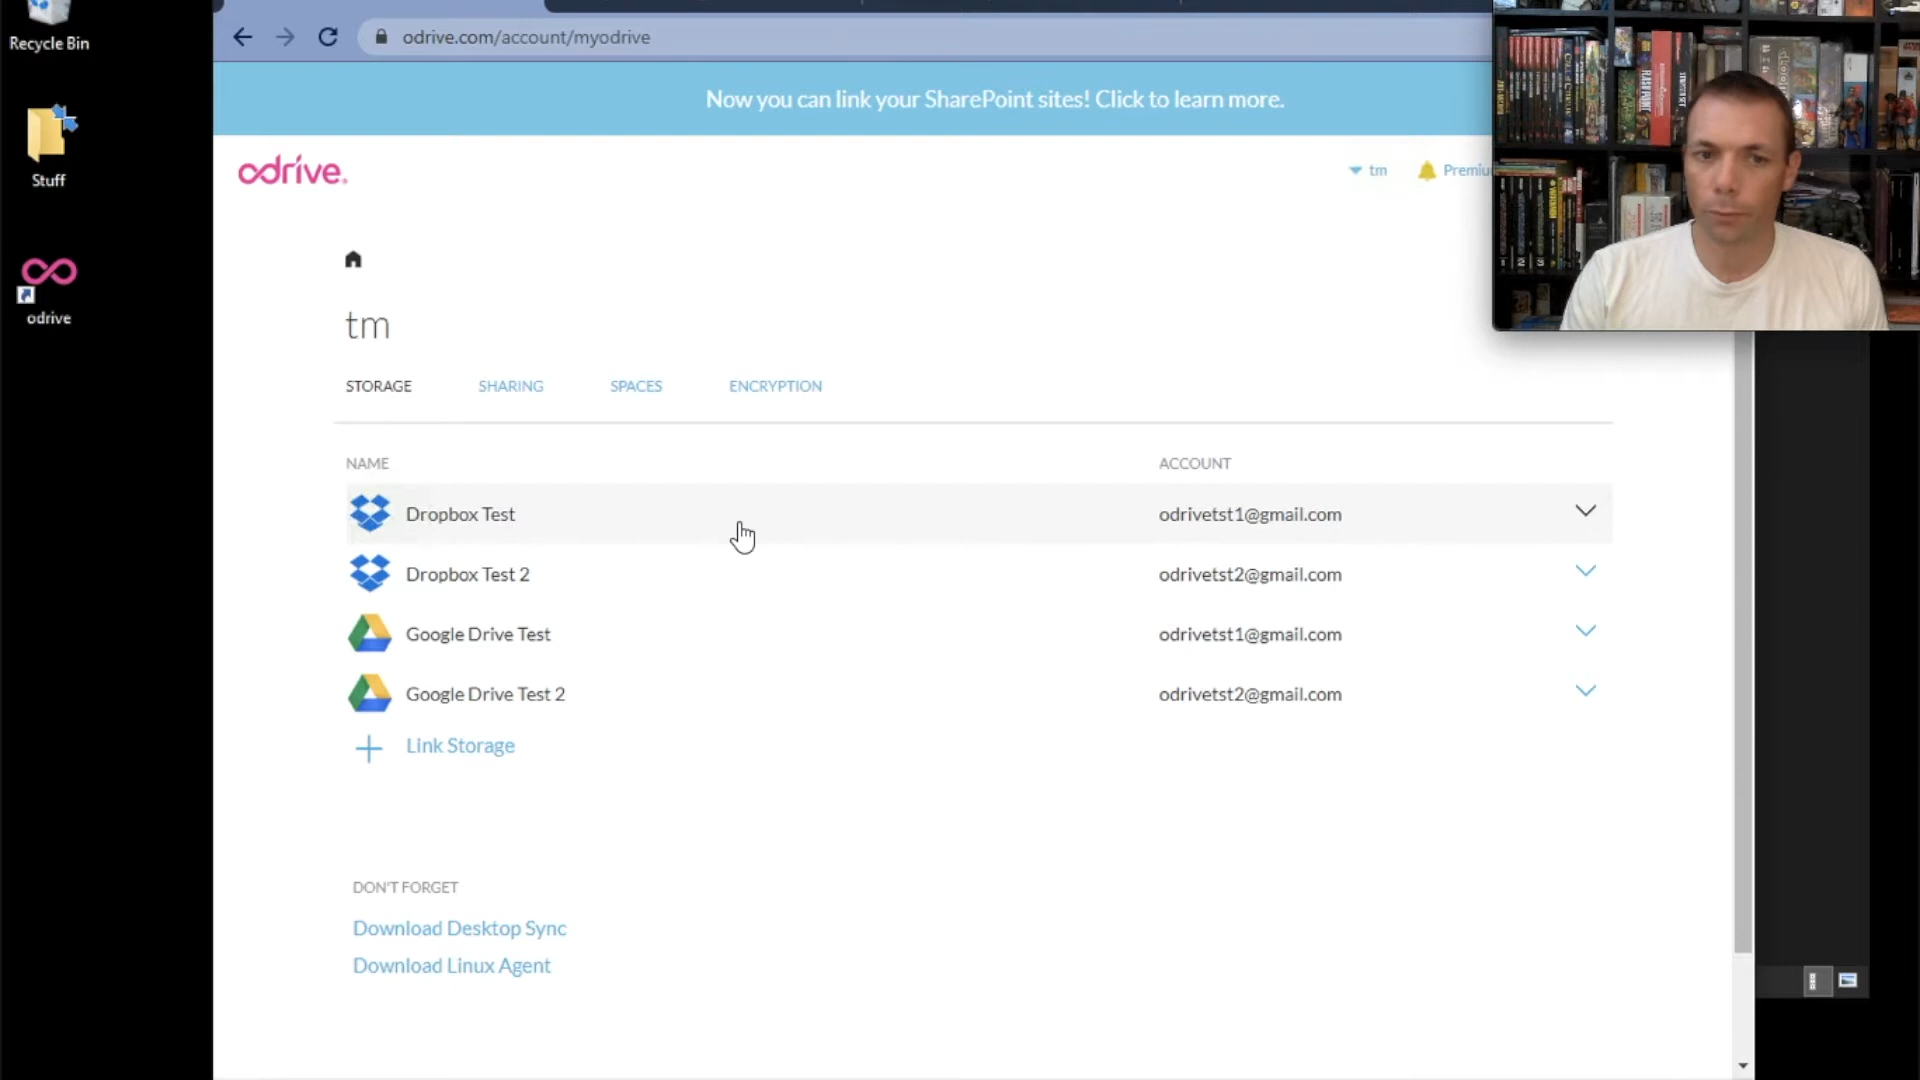 Recycle Bin
Stuff
odrive
odrive.com/account/myodrive
Now you can link your SharePoint sites! Click to learn more.
odrive.
tm
Premiu
tm
STORAGE SHARING SPACES ENCRYPTION
NAME ACCOUNT
Dropbox Test odrivetst1@gmail.com
Dropbox Test 2 odrivetst2@gmail.com
Google Drive Test odrivetst1@gmail.com
Google Drive Test 2 odrivetst2@gmail.com
Link Storage
DON'T FORGET
Download Desktop Sync
Download Linux Agent